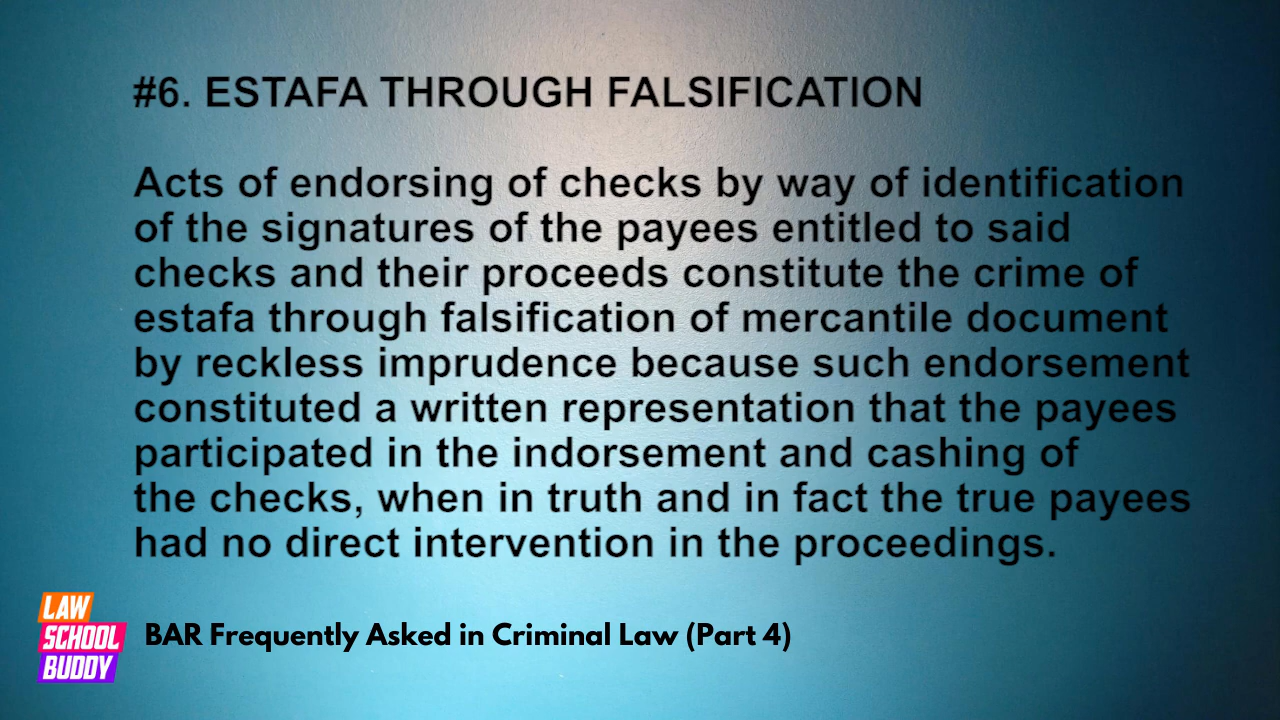 #6. ESTAFA THROUGH FALSIFICATION
Acts of endorsing of checks by way of identification
of the signatures of the payees entitled to said
checks and their proceeds constitute the crime of
estafa through falsification of mercantile document
by reckless imprudence because such endorsement
constituted a written representation that the payees
participated in the indorsement and cashing of
the checks, when in truth and in fact the true payees
had no direct intervention in the proceedings.
LAW
SCHOOL
BUDDY
BAR Frequently Asked in Criminal Law (Part 4)